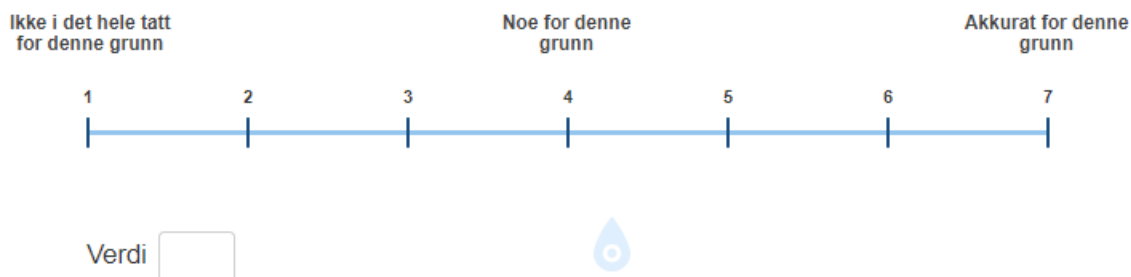 Ikke i det hele tatt
for denne grunn
Noe for denne
grunn
Akkurat for denne
grunn
1 2 3 4 5 6 7
Verdi